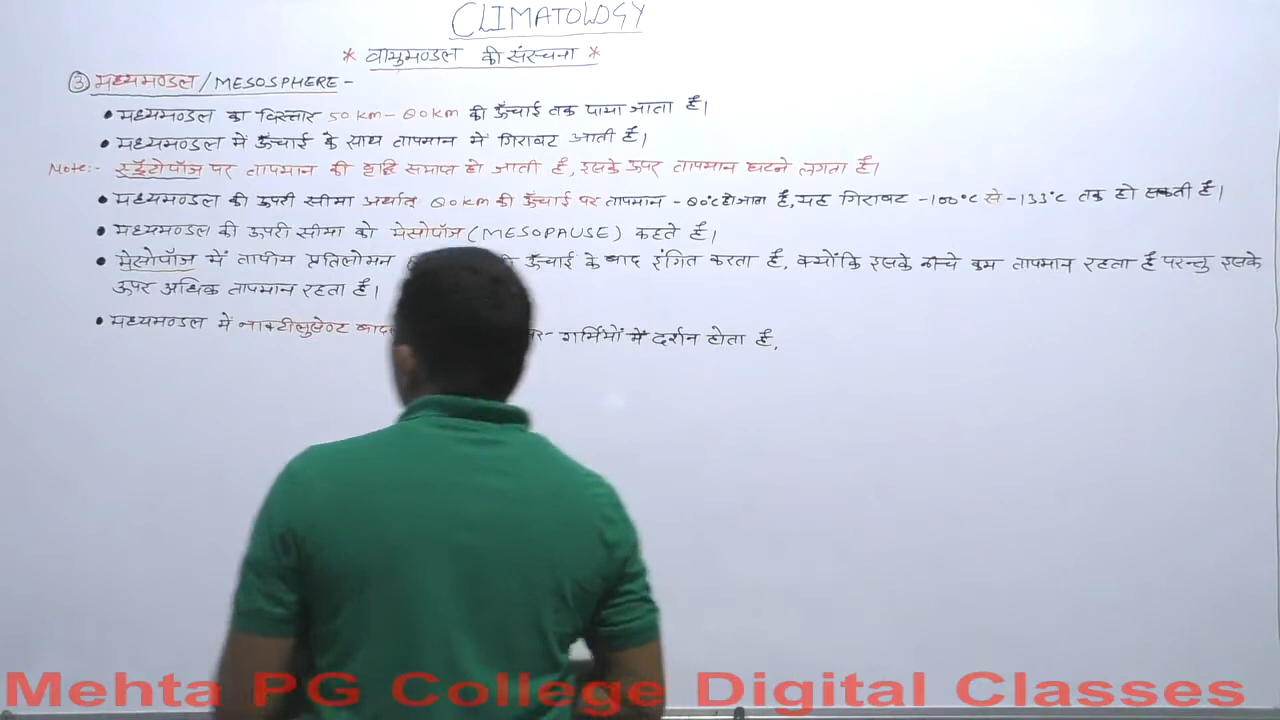 CLIMATOLOGY
* वायुमण्डल की संरचना *
③ मध्यमण्डल/MESOSPHERE -
• मध्यमण्डल का विस्तार 50 km - 80 km की ऊँचाई तक पाया जाता है।
• मध्यमण्डल में ऊँचाई के साथ तापमान में गिरावट आती है।
Note:- स्ट्रैटोपॉज पर तापमान की वृद्धि समाप्त हो जाती है, इसके ऊपर तापमान घटने लगता है।
• मध्यमण्डल की ऊपरी सीमा अर्थात 80 km की ऊँचाई पर तापमान -80°c हो जाता है, यह गिरावट -100°c से -133°c तक हो सकती है।
• मध्यमण्डल की ऊपरी सीमा को मेसोपॉज (MESOPAUSE) कहते हैं।
• मेसोपॉज में तापीय प्रतिलोमन ऊँचाई के बाद इंगित करता है, क्योंकि इसके नीचे कम तापमान रहता है परन्तु इसके
ऊपर अधिक तापमान रहता है।
• मध्यमण्डल में नाक्टीलुसेण्ट पर- गर्मियों में दर्शन होता है,
Mehta PG College Digital Classes